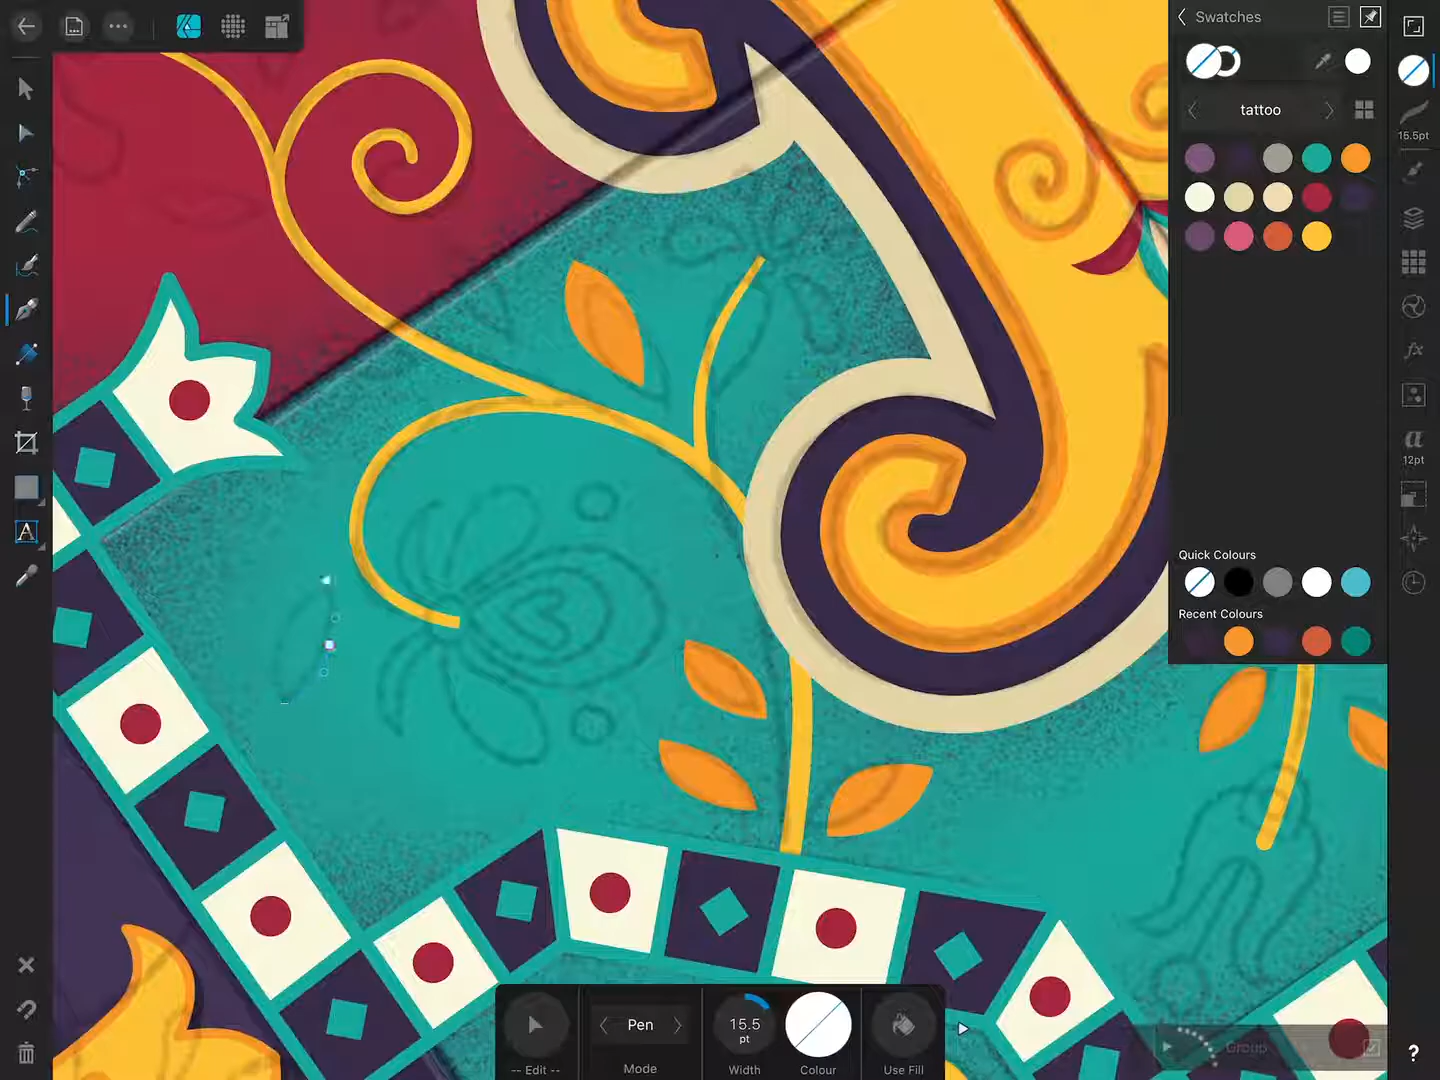 Swatches
tattoo
15.5pt
A
fx
a
12pt
Quick Colours
Recent Colours
Pen
15.5
pt
-- Edit --
Mode
Width
Colour
Use Fill
Group
?